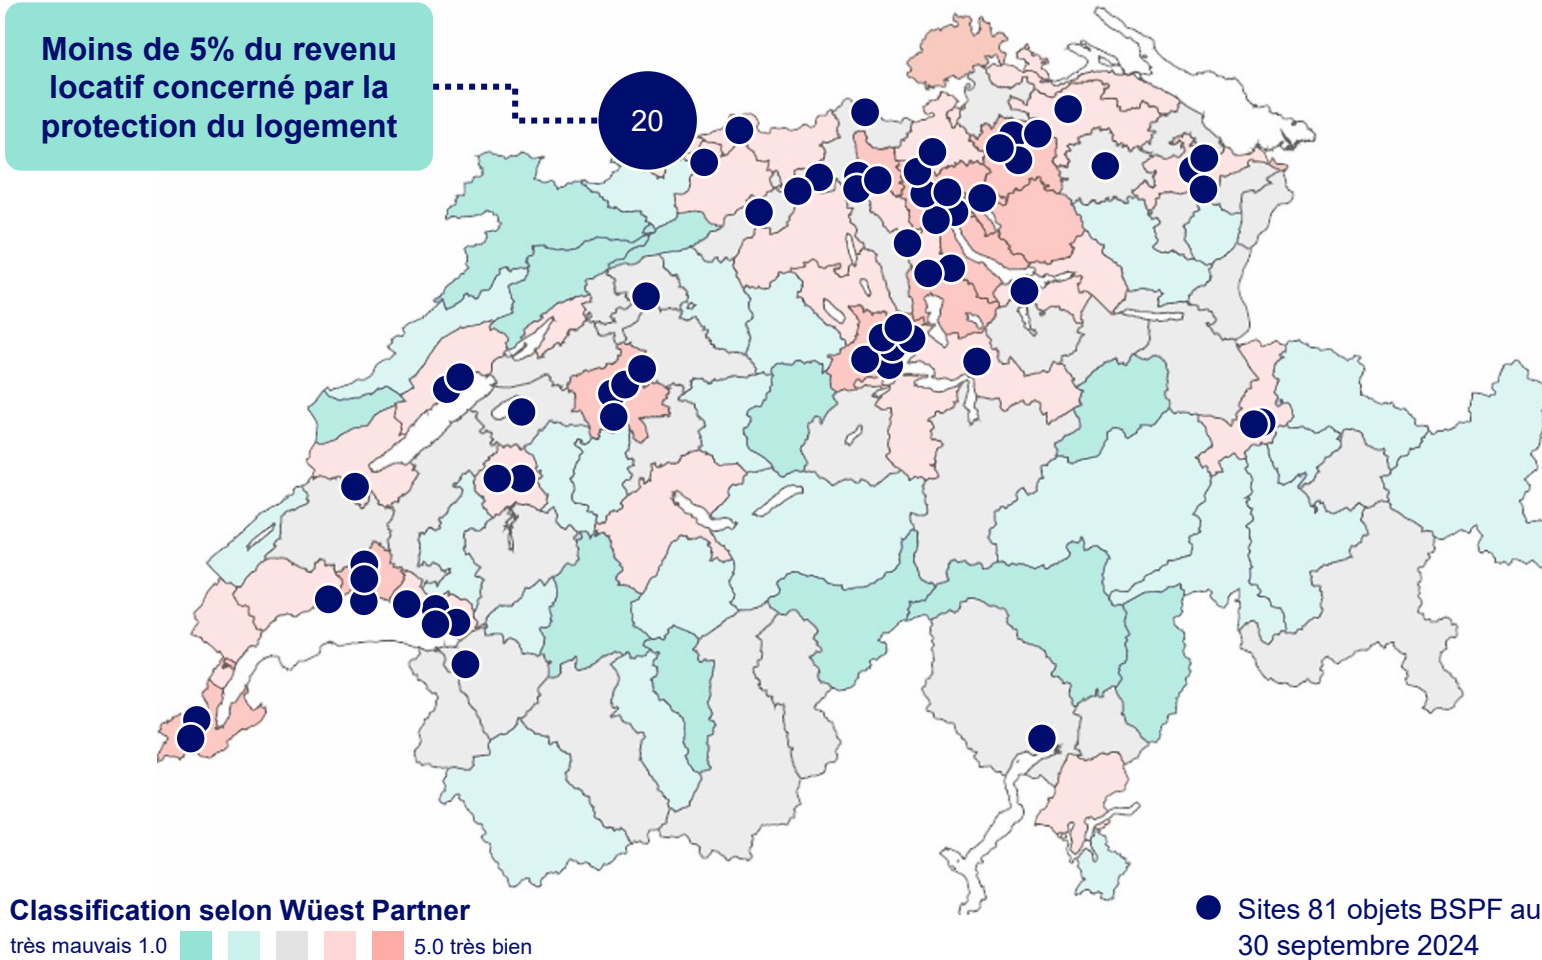 Moins de 5% du revenu
locatif concerné par la
protection du logement
20
Classification selon Wüest Partner
très mauvais 1.0
5.0 très bien
Sites 81 objets BSPF au
30 septembre 2024